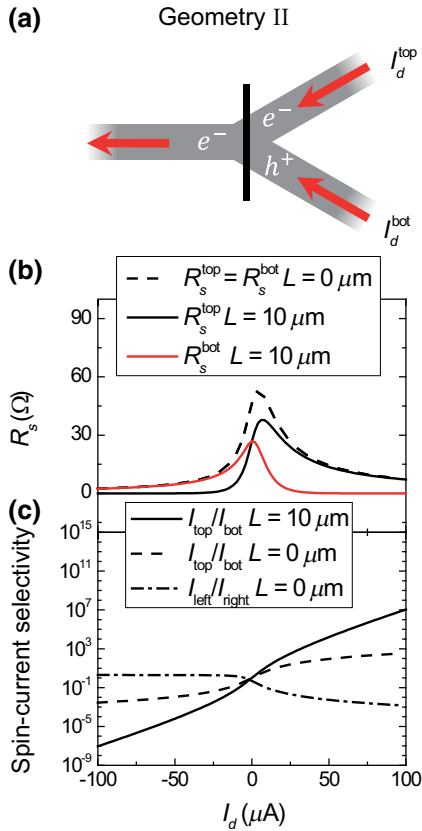 (a) Geometry II
I_d^top
e⁻
e⁻
h⁺
I_d^bot
(b)
R_s^top = R_s^bot L = 0 μm
R_s^top L = 10 μm
R_s^bot L = 10 μm
90
60
30
0
R_s(Ω)
(c)
I_top/I_bot L = 10 μm
I_top/I_bot L = 0 μm
I_left/I_right L = 0 μm
10^15
10^11
10^7
10^3
10^-1
10^-5
10^-9
Spin-current selectivity
-100 -50 0 50 100
I_d (μA)